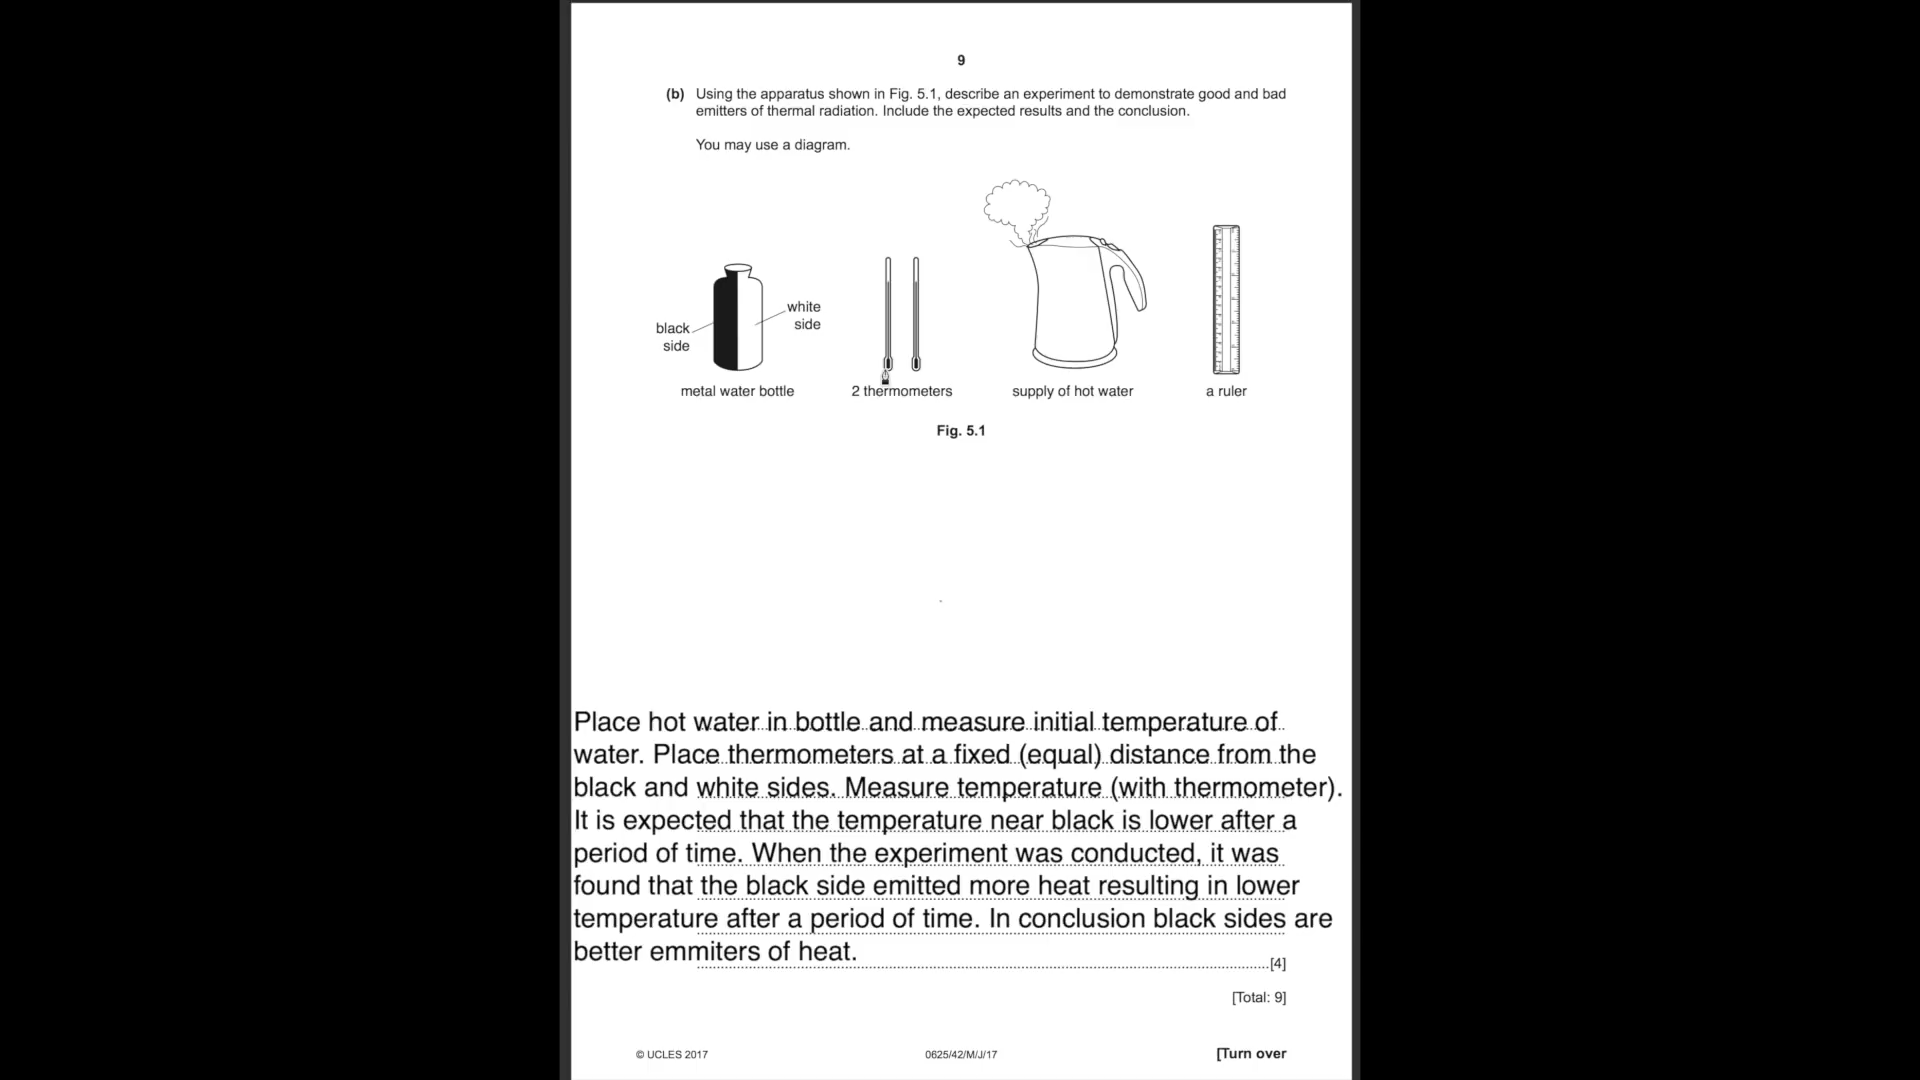 9
(b) Using the apparatus shown in Fig. 5.1, describe an experiment to demonstrate good and bad
emitters of thermal radiation. Include the expected results and the conclusion.
You may use a diagram.
black
side
white
side
metal water bottle
2 thermometers
supply of hot water
a ruler
Fig. 5.1
Place hot water in bottle and measure initial temperature of
water. Place thermometers at a fixed (equal) distance from the
black and white sides. Measure temperature (with thermometer).
It is expected that the temperature near black is lower after a
period of time. When the experiment was conducted, it was
found that the black side emitted more heat resulting in lower
temperature after a period of time. In conclusion black sides are
better emmiters of heat.
[4]
[Total: 9]
© UCLES 2017
0625/42/M/J/17
[Turn over